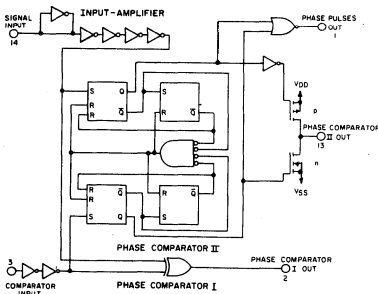 INPUT-AMPLIFIER
SIGNAL
INPUT
14
PHASE PULSES
OUT
1
VDD
S Q
R Q̅
R
Q̅ S
R
p
PHASE COMPARATOR
II OUT
13
n
VSS
R Q̅
R
S Q
Q̅ S
R
PHASE COMPARATOR II
3
COMPARATOR
INPUT
PHASE COMPARATOR I
PHASE COMPARATOR
I OUT
2